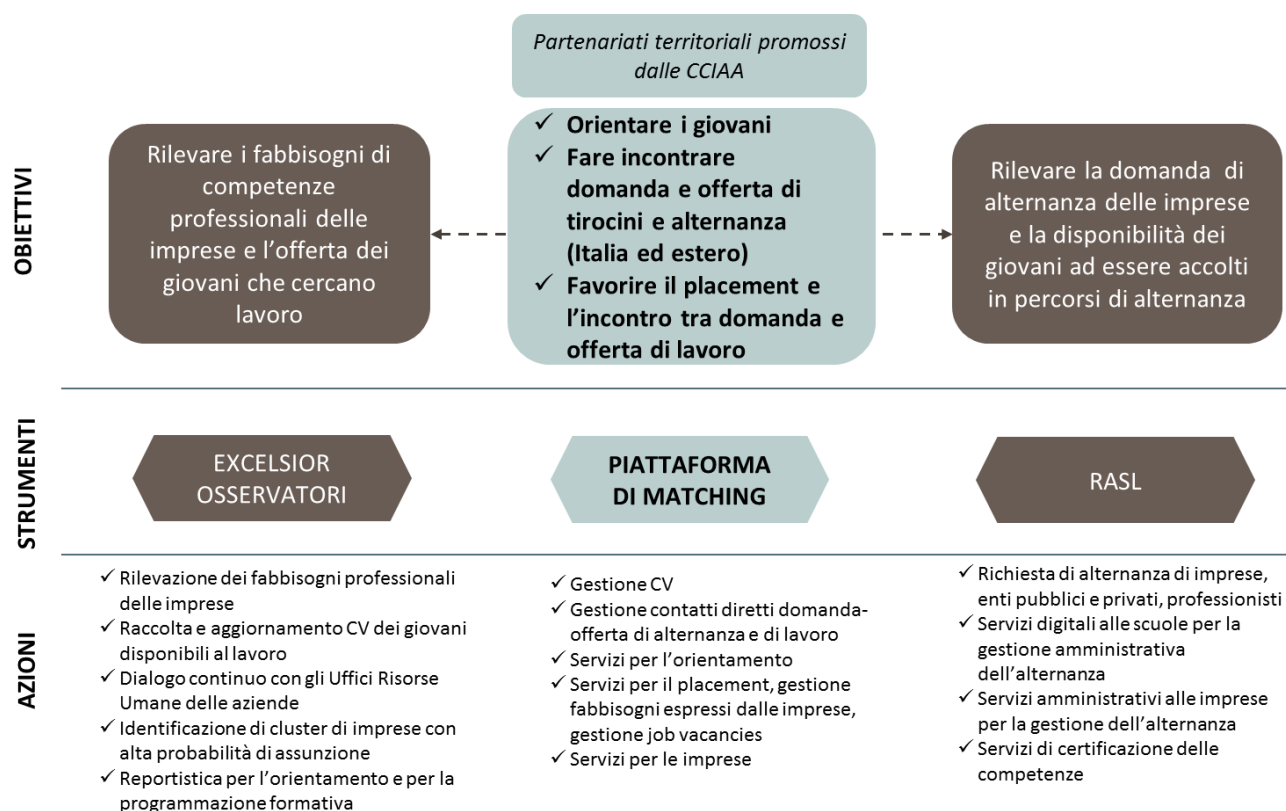 Partenariati territoriali promossi
dalle CCIAA
OBIETTIVI
Rilevare i fabbisogni di
competenze
professionali delle
imprese e l’offerta dei
giovani che cercano
lavoro
✓ Orientare i giovani
✓ Fare incontrare
domanda e offerta di
tirocini e alternanza
(Italia ed estero)
✓ Favorire il placement e
l’incontro tra domanda e
offerta di lavoro
Rilevare la domanda di
alternanza delle imprese
e la disponibilità dei
giovani ad essere accolti
in percorsi di alternanza
STRUMENTI
EXCELSIOR
OSSERVATORI
PIATTAFORMA
DI MATCHING
RASL
AZIONI
✓ Rilevazione dei fabbisogni professionali
delle imprese
✓ Raccolta e aggiornamento CV dei giovani
disponibili al lavoro
✓ Dialogo continuo con gli Uffici Risorse
Umane delle aziende
✓ Identificazione di cluster di imprese con
alta probabilità di assunzione
✓ Reportistica per l’orientamento e per la
programmazione formativa
✓ Gestione CV
✓ Gestione contatti diretti domanda-
offerta di alternanza e di lavoro
✓ Servizi per l’orientamento
✓ Servizi per il placement, gestione
fabbisogni espressi dalle imprese,
gestione job vacancies
✓ Servizi per le imprese
✓ Richiesta di alternanza di imprese,
enti pubblici e privati, professionisti
✓ Servizi digitali alle scuole per la
gestione amministrativa
dell’alternanza
✓ Servizi amministrativi alle imprese
per la gestione dell’alternanza
✓ Servizi di certificazione delle
competenze